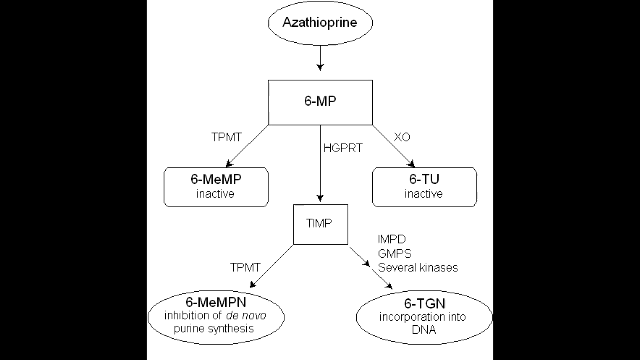 Azathioprine
6-MP
TPMT
HGPRT
XO
6-MeMP
inactive
6-TU
inactive
TIMP
TPMT
IMPD
GMPS
Several kinases
6-MeMPN
inhibition of de novo
purine synthesis
6-TGN
incorporation into
DNA